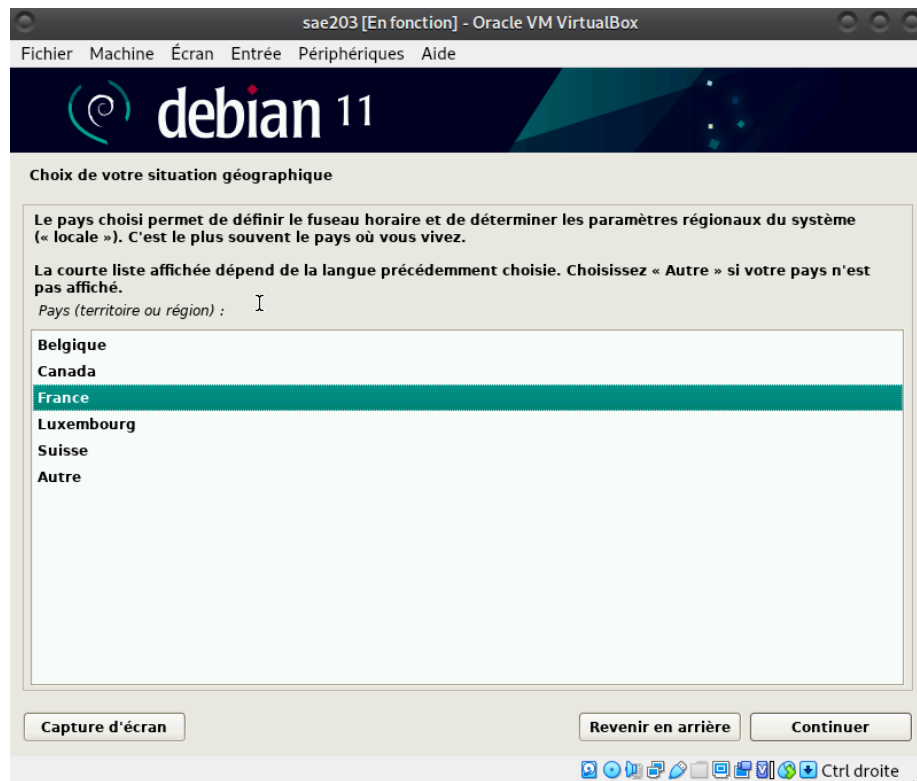 sae203 [En fonction] - Oracle VM VirtualBox
Fichier Machine Écran Entrée Périphériques Aide
debian 11
Choix de votre situation géographique
Le pays choisi permet de définir le fuseau horaire et de déterminer les paramètres régionaux du système
(« locale »). C'est le plus souvent le pays où vous vivez.
La courte liste affichée dépend de la langue précédemment choisie. Choisissez « Autre » si votre pays n'est
pas affiché.
Pays (territoire ou région) :
Belgique
Canada
France
Luxembourg
Suisse
Autre
Capture d'écran
Revenir en arrière
Continuer
Ctrl droite